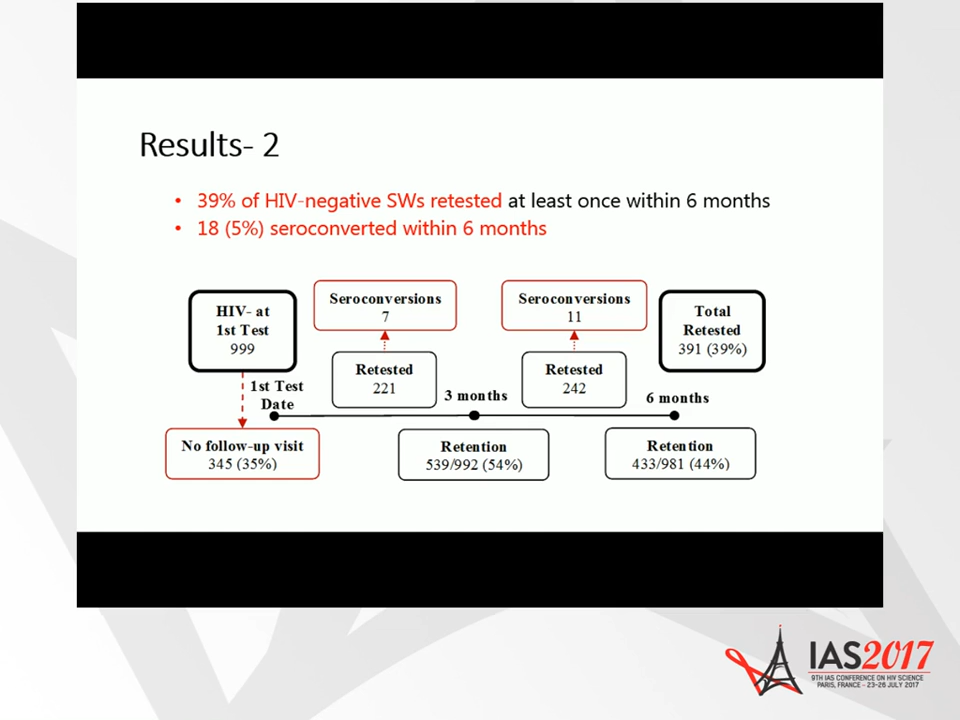 Results- 2
• 39% of HIV-negative SWs retested at least once within 6 months
• 18 (5%) seroconverted within 6 months
HIV- at
1st Test
999
Seroconversions
7
Seroconversions
11
Total
Retested
391 (39%)
Retested
221
Retested
242
1st Test
Date
3 months
6 months
No follow-up visit
345 (35%)
Retention
539/992 (54%)
Retention
433/981 (44%)
IAS2017
9TH IAS CONFERENCE ON HIV SCIENCE
PARIS, FRANCE - 23-26 JULY 2017